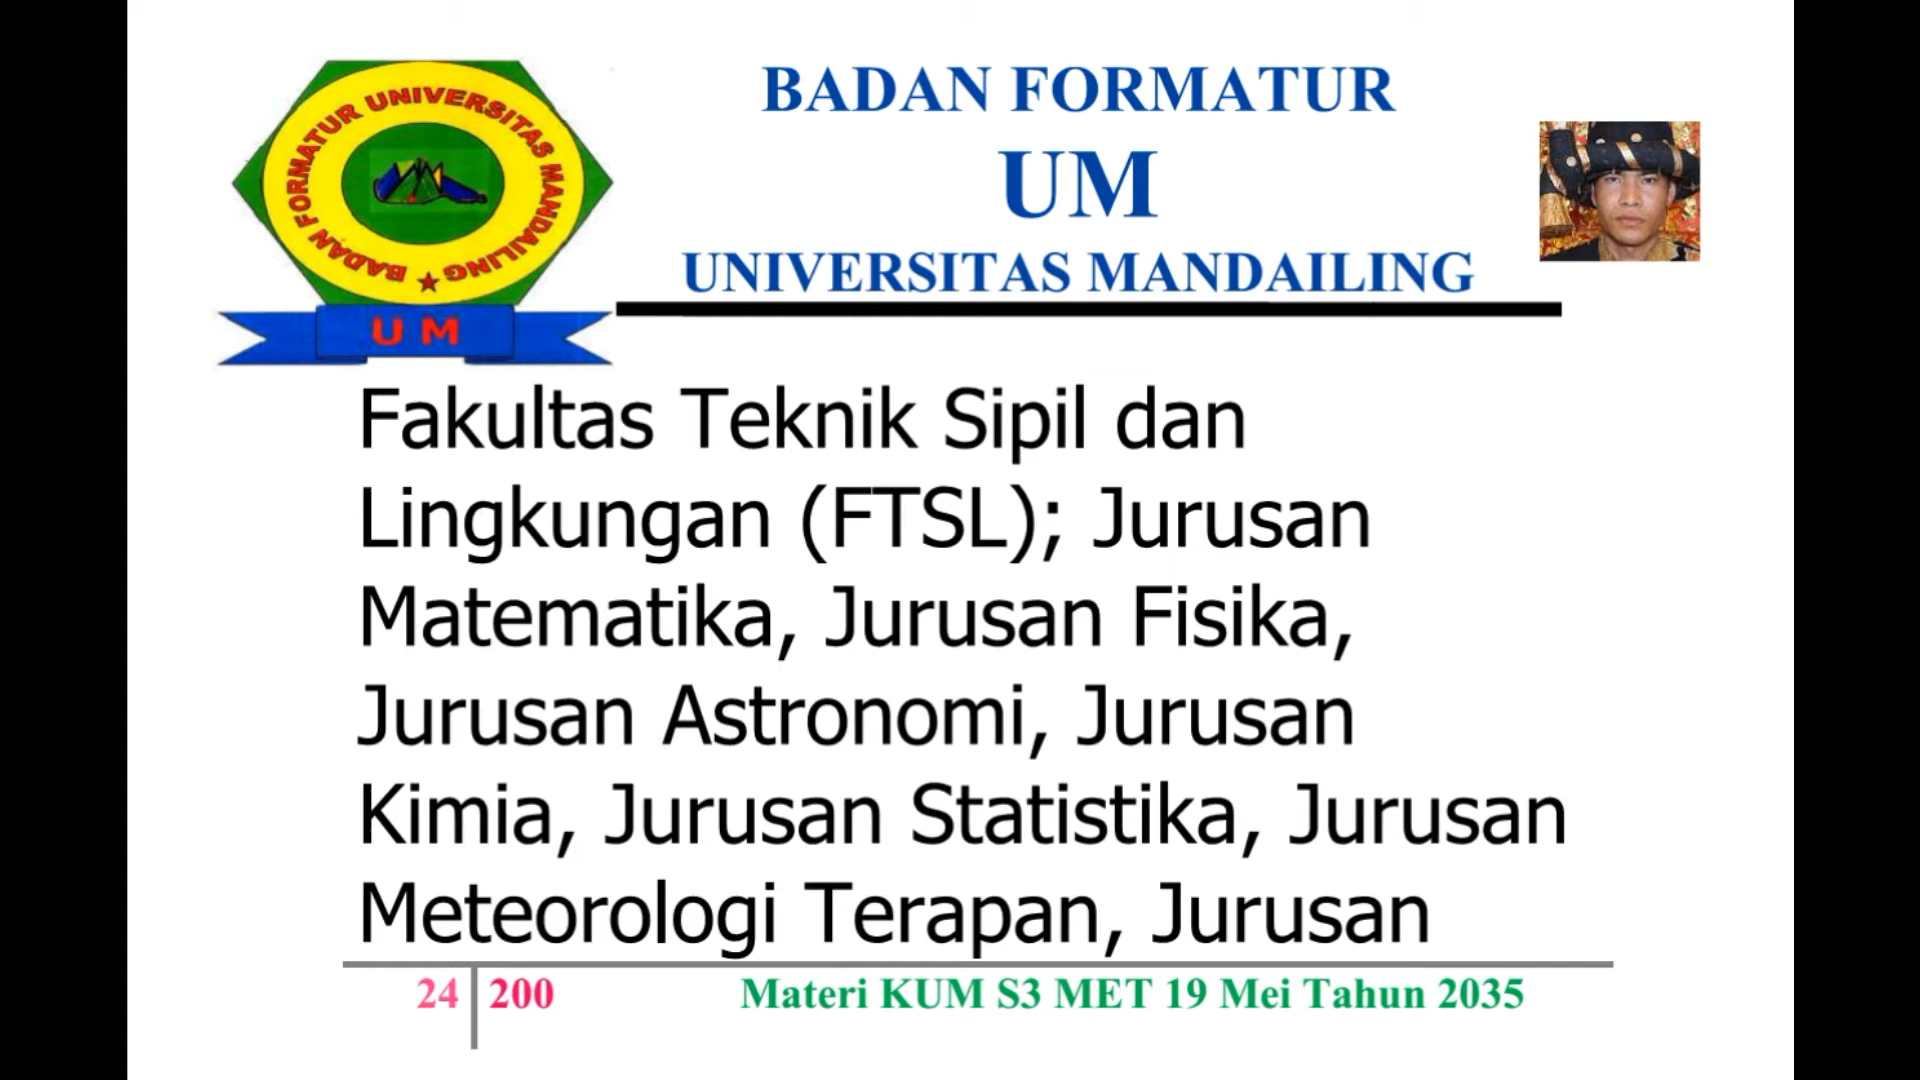 BADAN FORMATUR UNIVERSITAS MANDAILING
U M
BADAN FORMATUR
UM
UNIVERSITAS MANDAILING
Fakultas Teknik Sipil dan
Lingkungan (FTSL); Jurusan
Matematika, Jurusan Fisika,
Jurusan Astronomi, Jurusan
Kimia, Jurusan Statistika, Jurusan
Meteorologi Terapan, Jurusan
24 200 Materi KUM S3 MET 19 Mei Tahun 2035